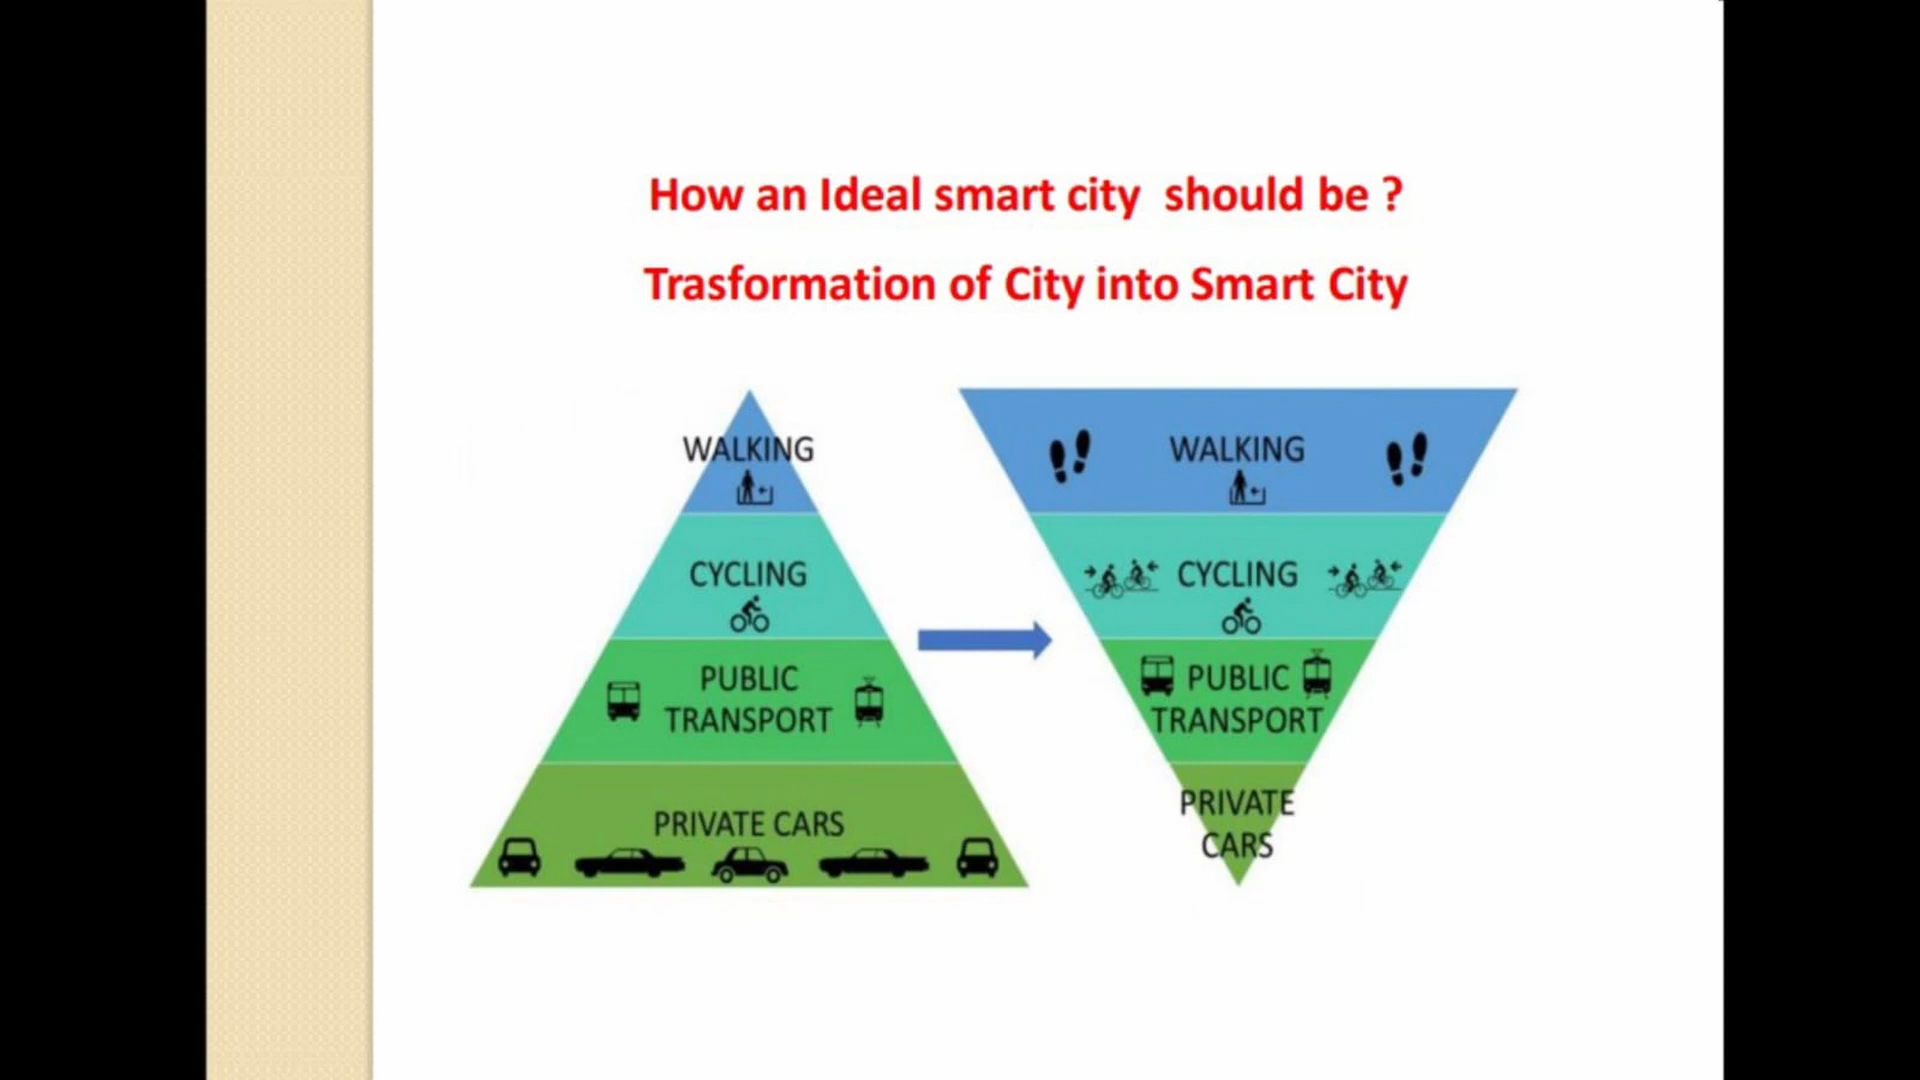 How an Ideal smart city should be ?
Trasformation of City into Smart City
WALKING
CYCLING
PUBLIC
TRANSPORT
PRIVATE CARS
WALKING
CYCLING
PUBLIC
TRANSPORT
PRIVATE
CARS